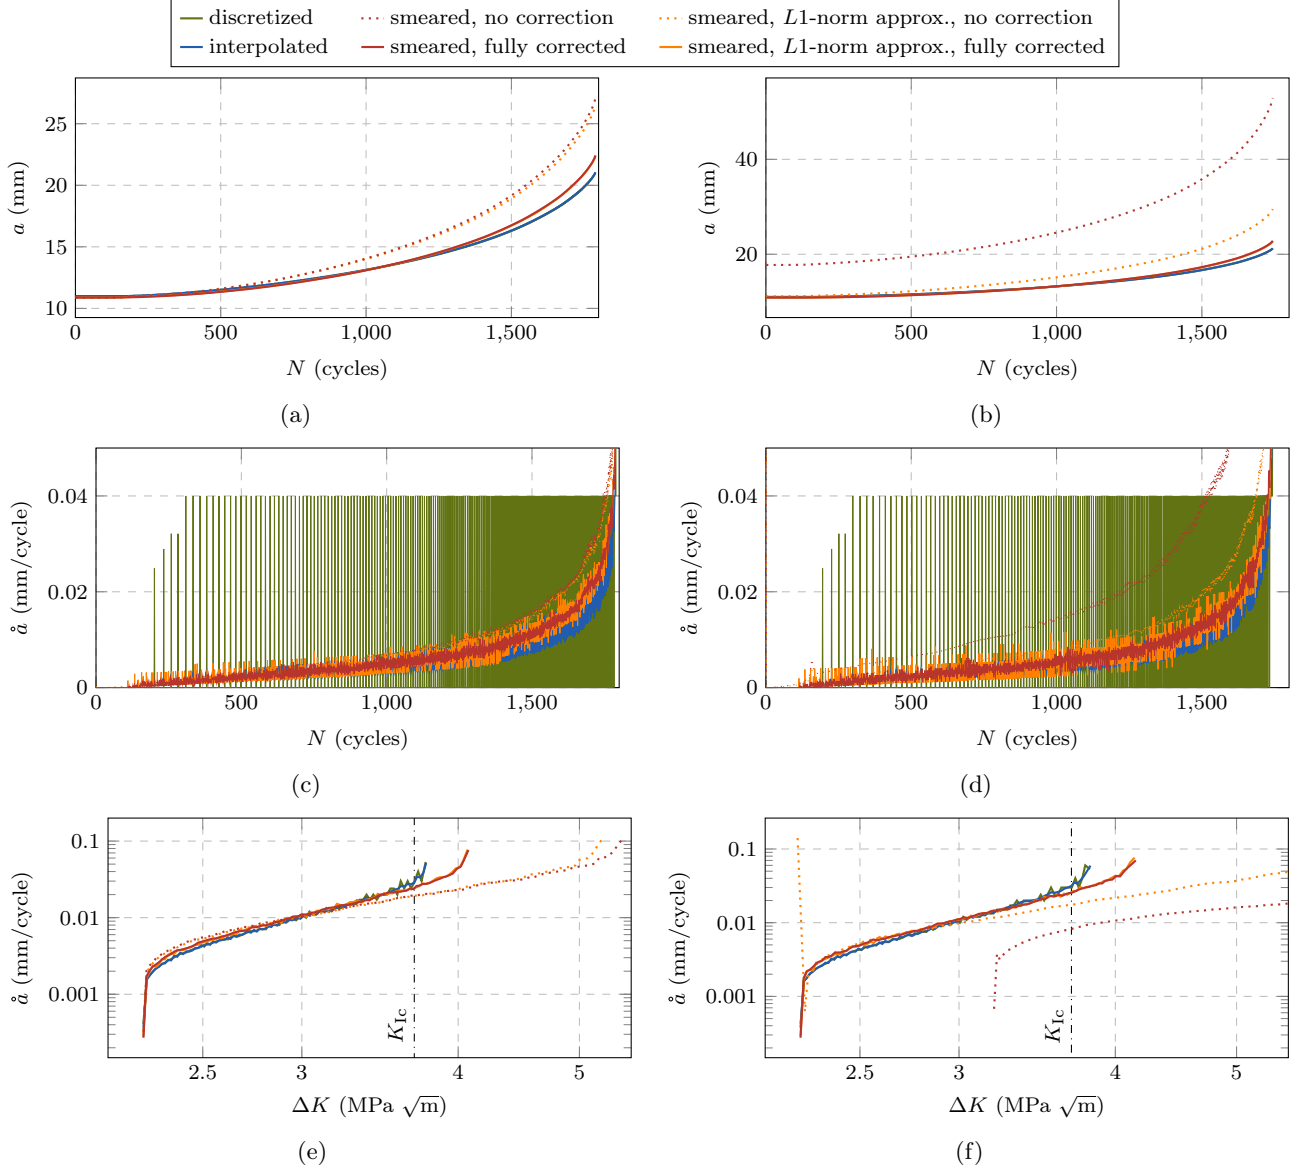 discretized smeared, no correction smeared, L1-norm approx., no correction
interpolated smeared, fully corrected smeared, L1-norm approx., fully corrected
25
20
15
10
a (mm)
0 500 1,000 1,500
N (cycles)
(a)
40
20
a (mm)
0 500 1,000 1,500
N (cycles)
(b)
0.04
0.02
0
å (mm/cycle)
0 500 1,000 1,500
N (cycles)
(c)
0.04
0.02
0
å (mm/cycle)
0 500 1,000 1,500
N (cycles)
(d)
0.1
0.01
0.001
å (mm/cycle)
K_Ic
2.5 3 4 5
ΔK (MPa √m)
(e)
0.1
0.01
0.001
å (mm/cycle)
K_Ic
2.5 3 4 5
ΔK (MPa √m)
(f)